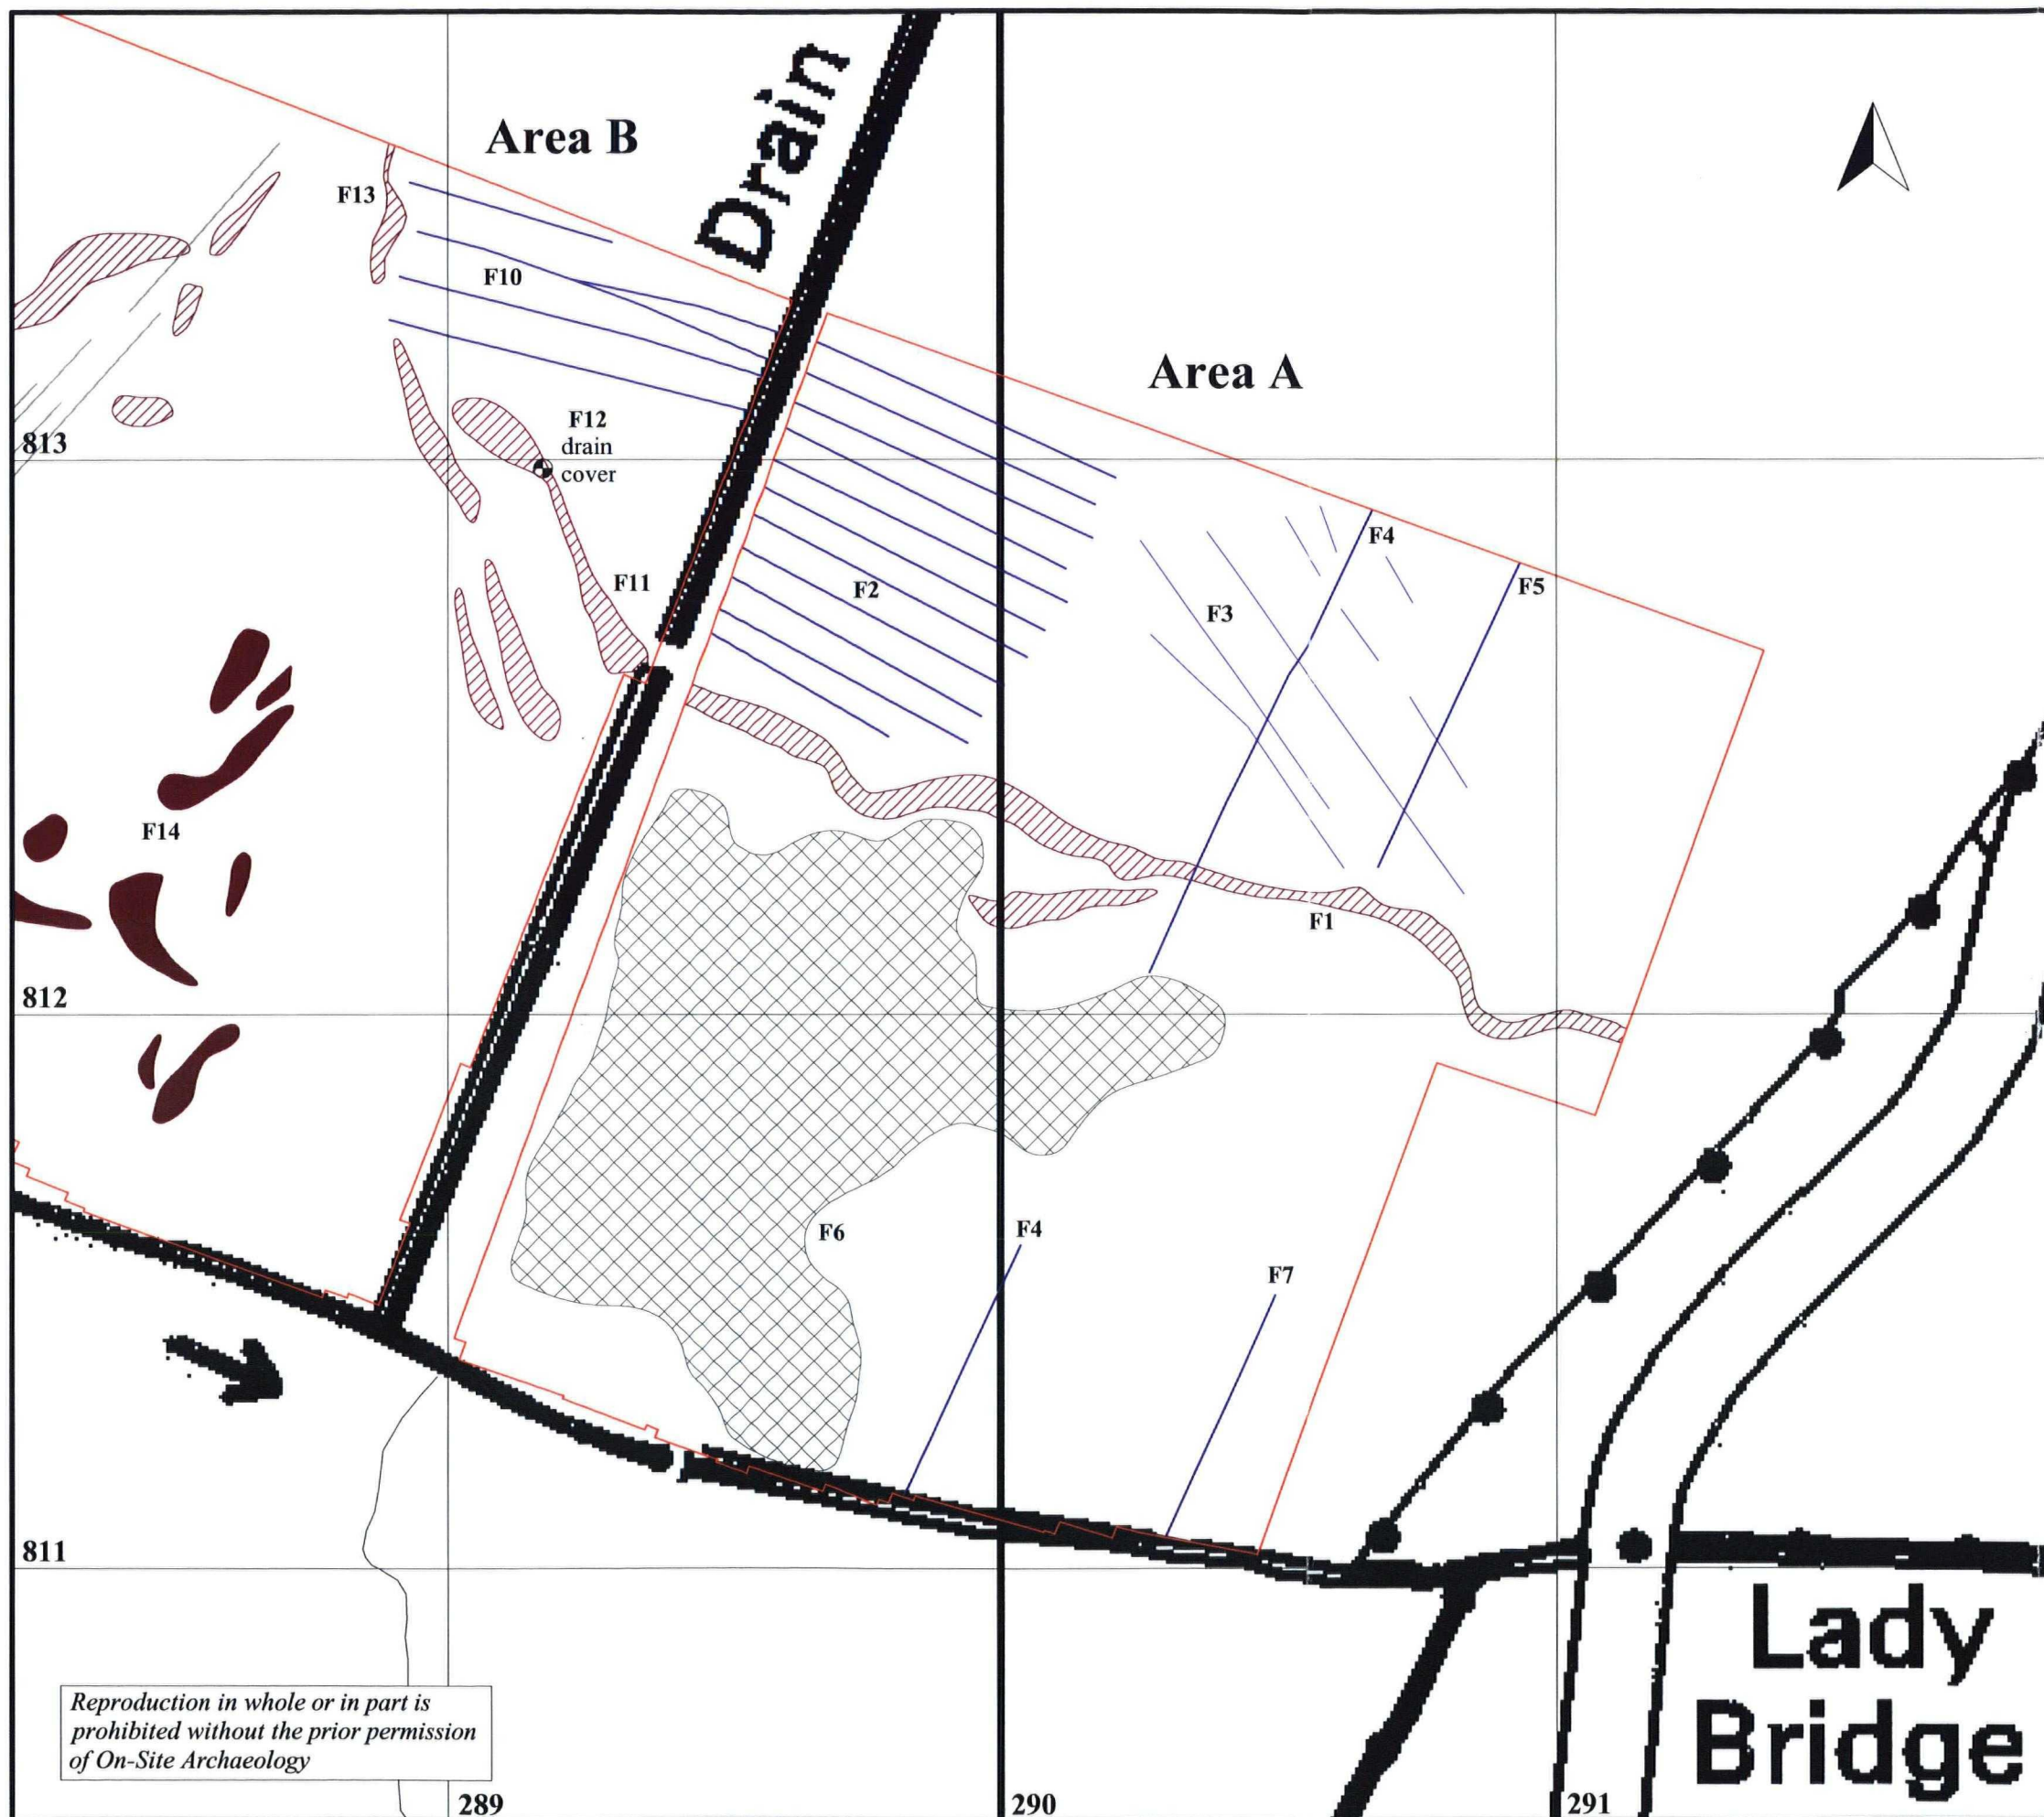 Area B
Drain
F13
F10
Area A
813
F12
drain
cover
F4
F11
F2
F3
F5
F14
F1
812
F6
F4
F7
811
Lady
Bridge
Reproduction in whole or in part is
prohibited without the prior permission
of On-Site Archaeology
289
290
291